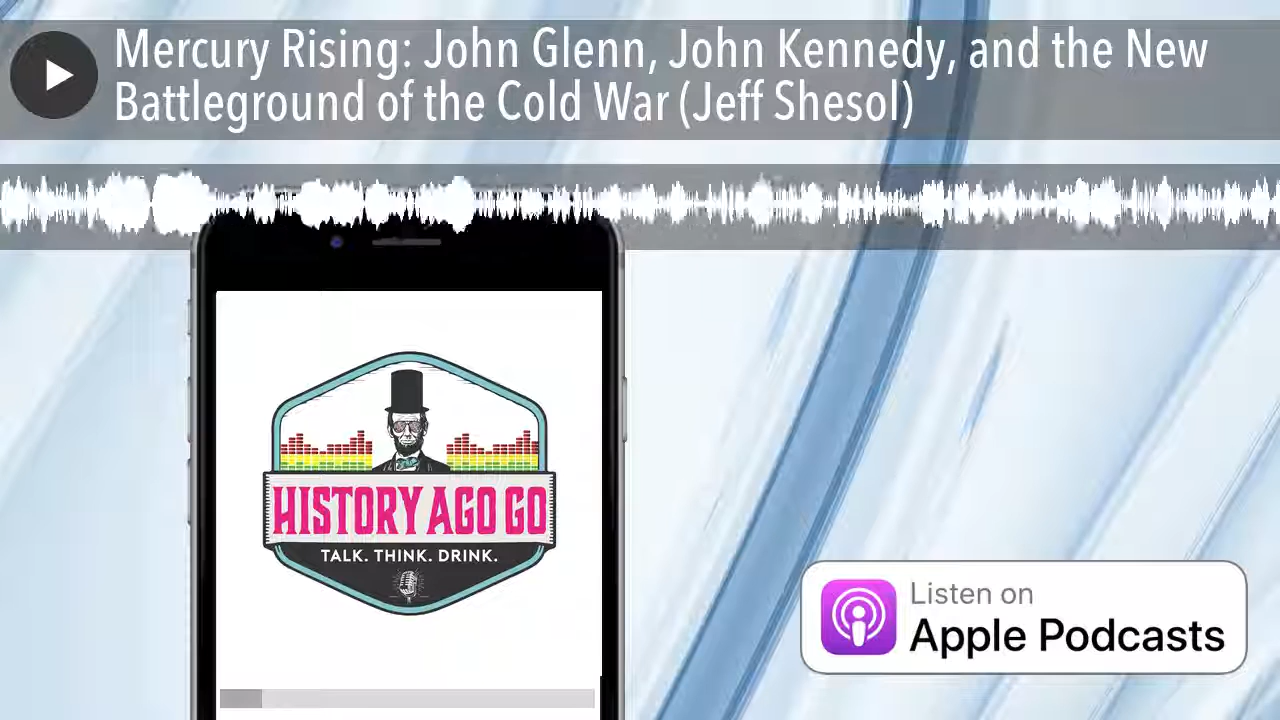 Mercury Rising: John Glenn, John Kennedy, and the New
Battleground of the Cold War (Jeff Shesol)
HISTORY AGO GO
TALK. THINK. DRINK.
Listen on
Apple Podcasts